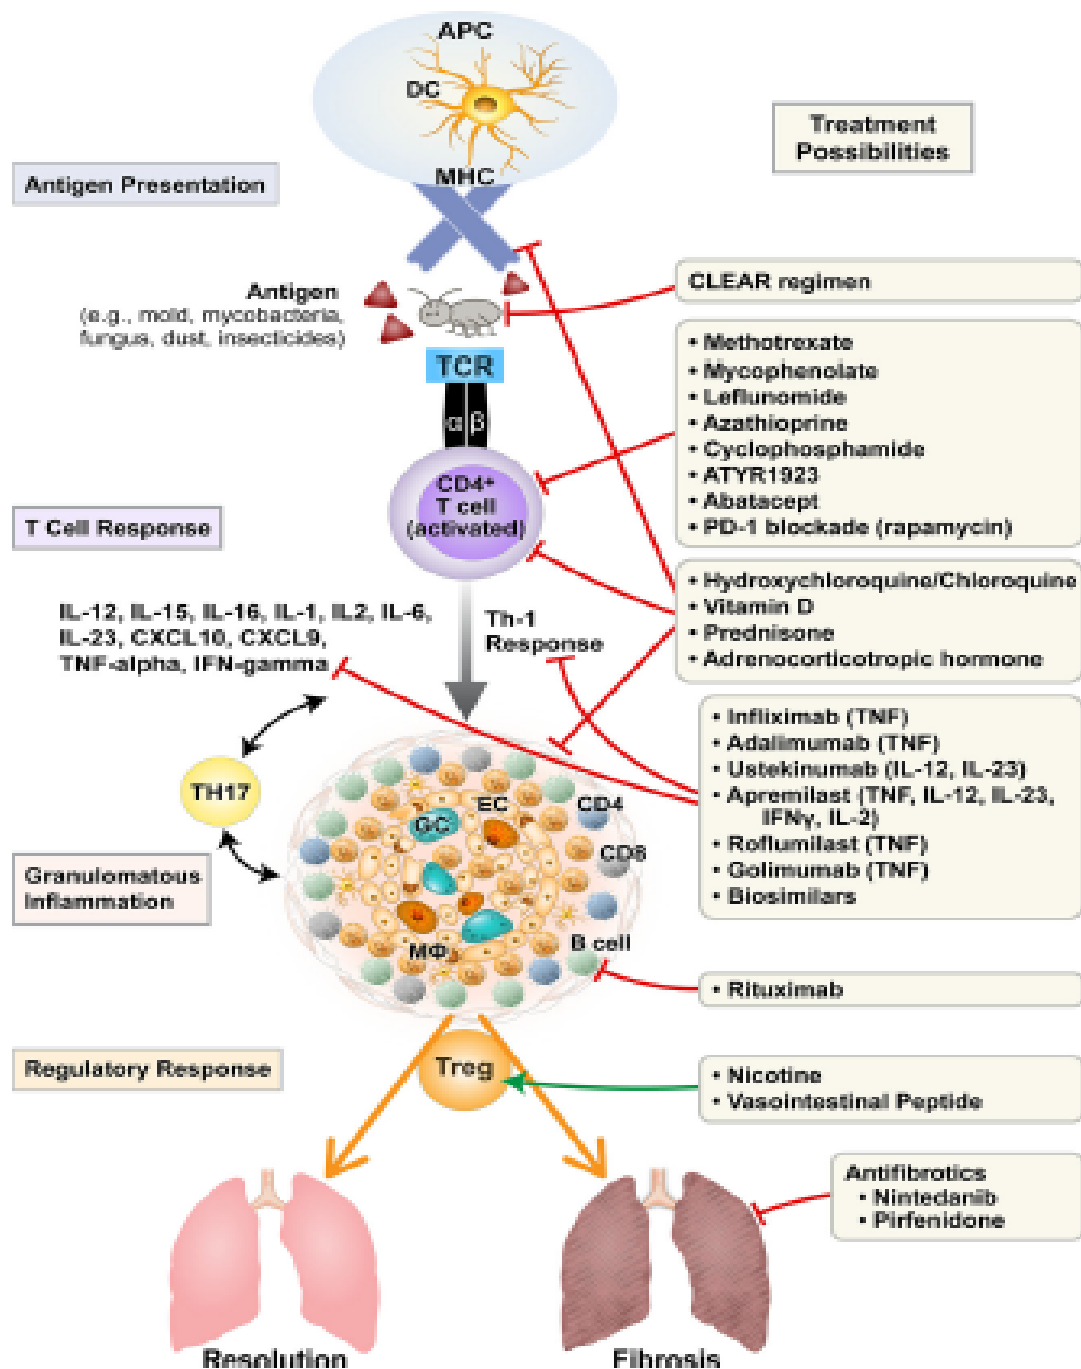 APC
DC
MHC
Treatment
Possibilities
Antigen Presentation
CLEAR regimen
Antigen
(e.g., mold, mycobacteria,
fungus, dust, insecticides)
TCR
α β
• Methotrexate
• Mycophenolate
• Leflunomide
• Azathioprine
• Cyclophosphamide
• ATYR1923
• Abatacept
• PD-1 blockade (rapamycin)
CD4+
T cell
(activated)
T Cell Response
• Hydroxychloroquine/Chloroquine
• Vitamin D
• Prednisone
• Adrenocorticotropic hormone
IL-12, IL-15, IL-16, IL-1, IL2, IL-6,
IL-23, CXCL10, CXCL9,
TNF-alpha, IFN-gamma
Th-1
Response
• Infliximab (TNF)
• Adalimumab (TNF)
• Ustekinumab (IL-12, IL-23)
• Apremilast (TNF, IL-12, IL-23,
IFNγ, IL-2)
• Roflumilast (TNF)
• Golimumab (TNF)
• Biosimilars
TH17
EC
CD4
GC
CD8
Granulomatous
Inflammation
MΦ
B cell
• Rituximab
Regulatory Response
Treg
• Nicotine
• Vasointestinal Peptide
Antifibrotics
• Nintedanib
• Pirfenidone
Resolution
Fibrosis